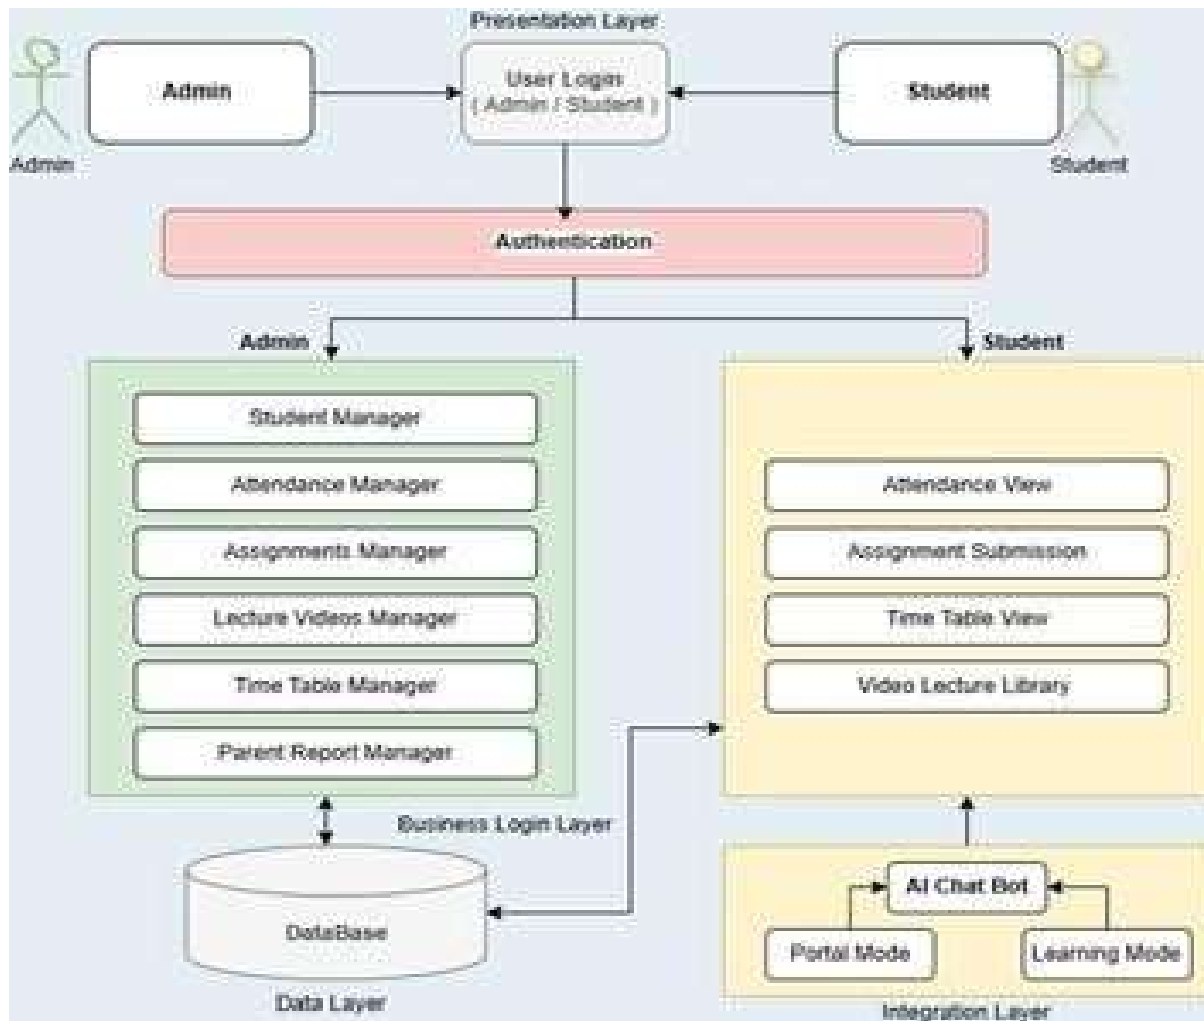 Presentation Layer
Admin
User Login
( Admin / Student )
Student
Admin
Student
Authentication
Admin
Student
Student Manager
Attendance Manager
Assignments Manager
Lecture Videos Manager
Time Table Manager
Parent Report Manager
Attendance View
Assignment Submission
Time Table View
Video Lecture Library
Business Login Layer
DataBase
Data Layer
AI Chat Bot
Portal Mode
Learning Mode
Integration Layer